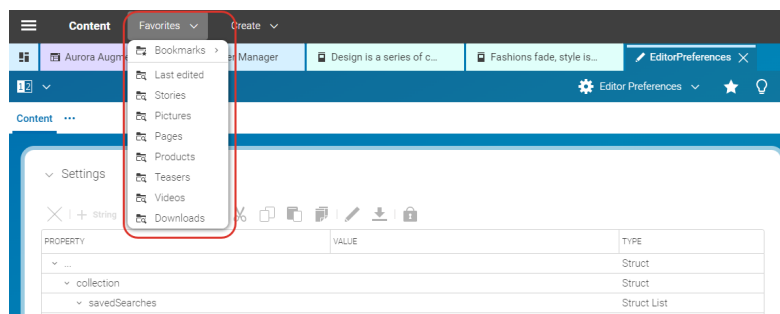 Content Favorites Create
Aurora Augme er Manager Design is a series of c... Fashions fade, style is... EditorPreferences
12 Editor Preferences
Content ...
Bookmarks
Last edited
Stories
Pictures
Pages
Products
Teasers
Videos
Downloads
Settings
String
PROPERTY VALUE TYPE
... Struct
collection Struct
savedSearches Struct List